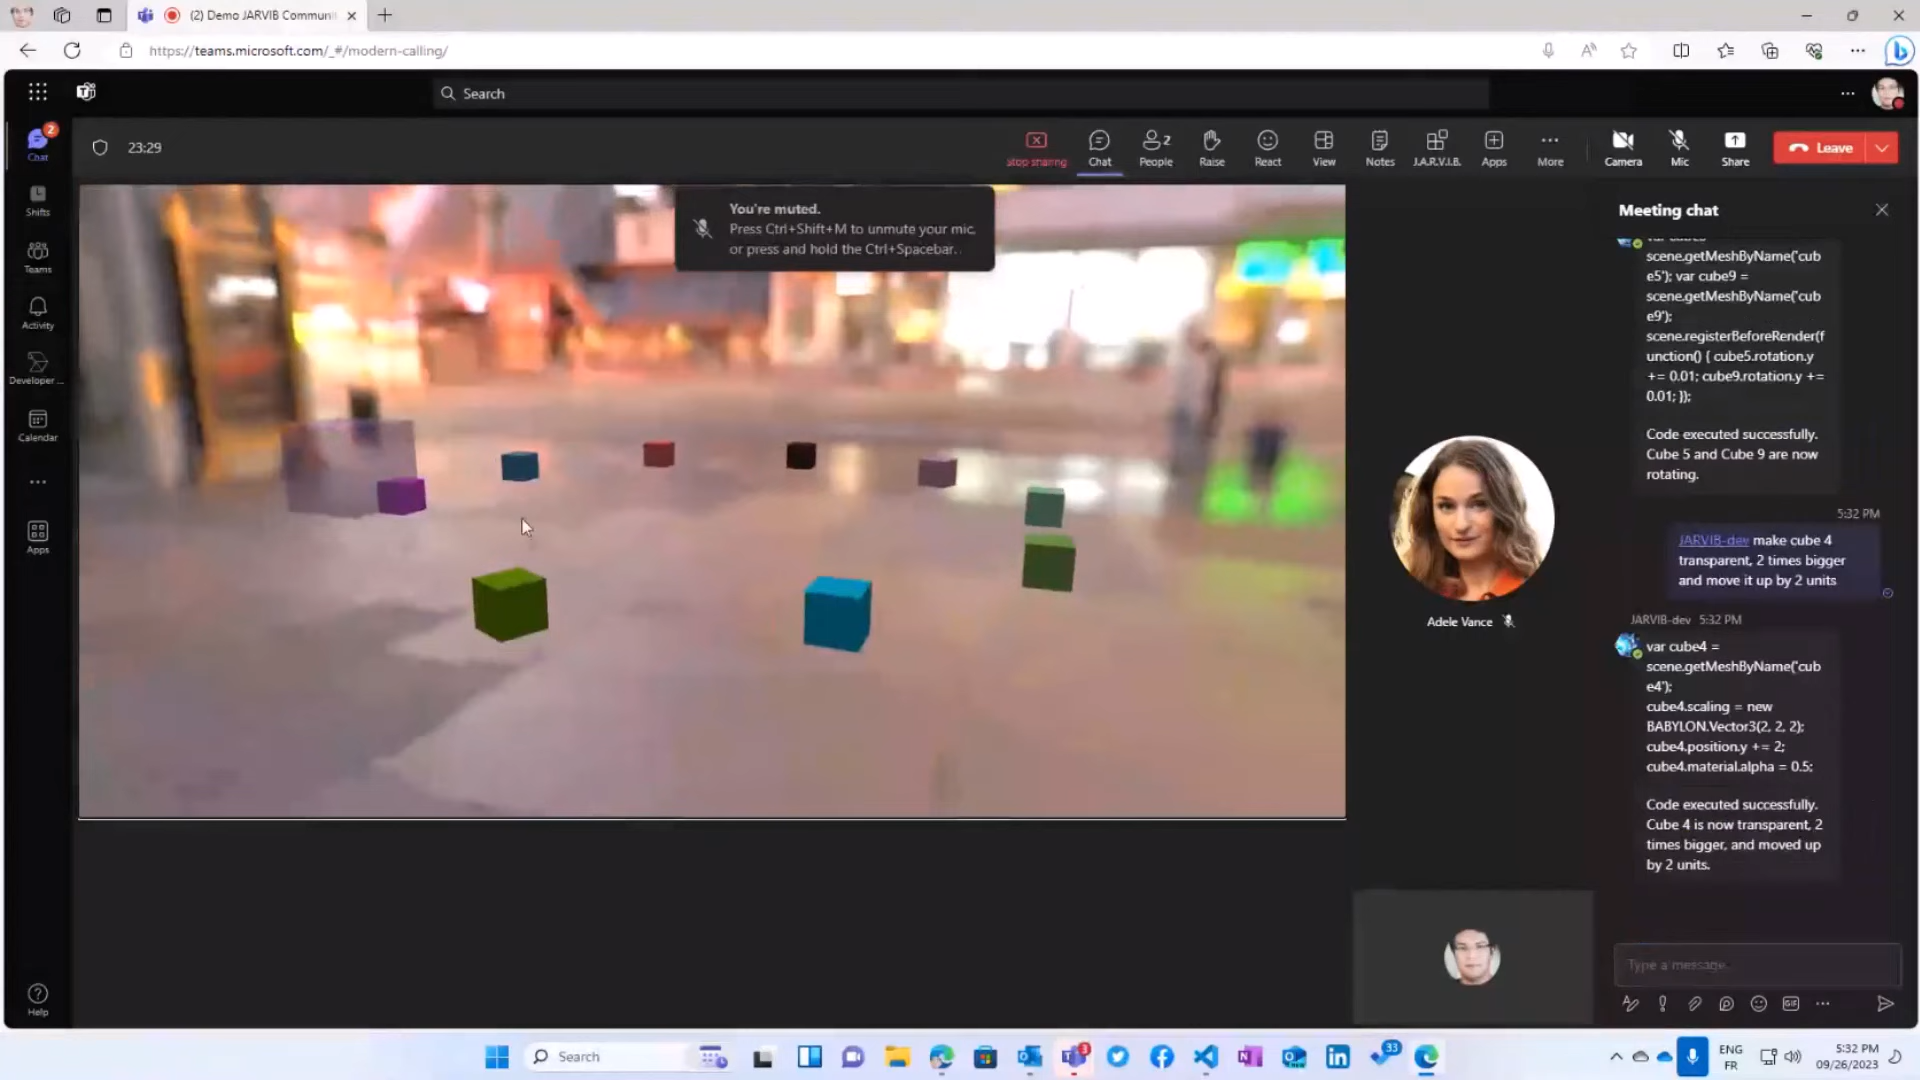 (2) Demo JARVIB Communi
https://teams.microsoft.com/_#/modern-calling/
Search
2
Chat
Shifts
Teams
Activity
Developer ...
Calendar
Apps
Help
23:29
Stop sharing
Chat
2
People
Raise
React
View
Notes
J.A.R.V.I.B.
Apps
More
Camera
Mic
Share
Leave
You're muted.
Press Ctrl+Shift+M to unmute your mic,
or press and hold the Ctrl+Spacebar.
Adele Vance
Meeting chat
scene.getMeshByName('cub
e5'); var cube9 =
scene.getMeshByName('cub
e9');
scene.registerBeforeRender(f
unction() { cube5.rotation.y
+= 0.01; cube9.rotation.y +=
0.01; });
Code executed successfully.
Cube 5 and Cube 9 are now
rotating.
5:32 PM
JARVIB-dev make cube 4
transparent, 2 times bigger
and move it up by 2 units
JARVIB-dev 5:32 PM
var cube4 =
scene.getMeshByName('cub
e4');
cube4.scaling = new
BABYLON.Vector3(2, 2, 2);
cube4.position.y += 2;
cube4.material.alpha = 0.5;
Code executed successfully.
Cube 4 is now transparent, 2
times bigger, and moved up
by 2 units.
Type a message
GIF
Search
3
33
ENG
FR
5:32 PM
09/26/2023